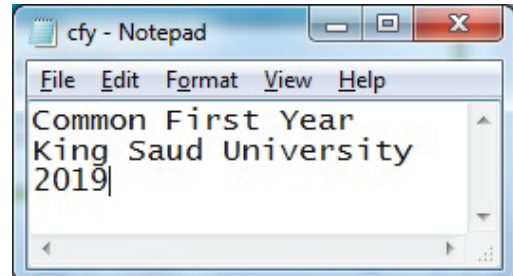 cfy - Notepad
File Edit Format View Help
Common First Year
King Saud University
2019